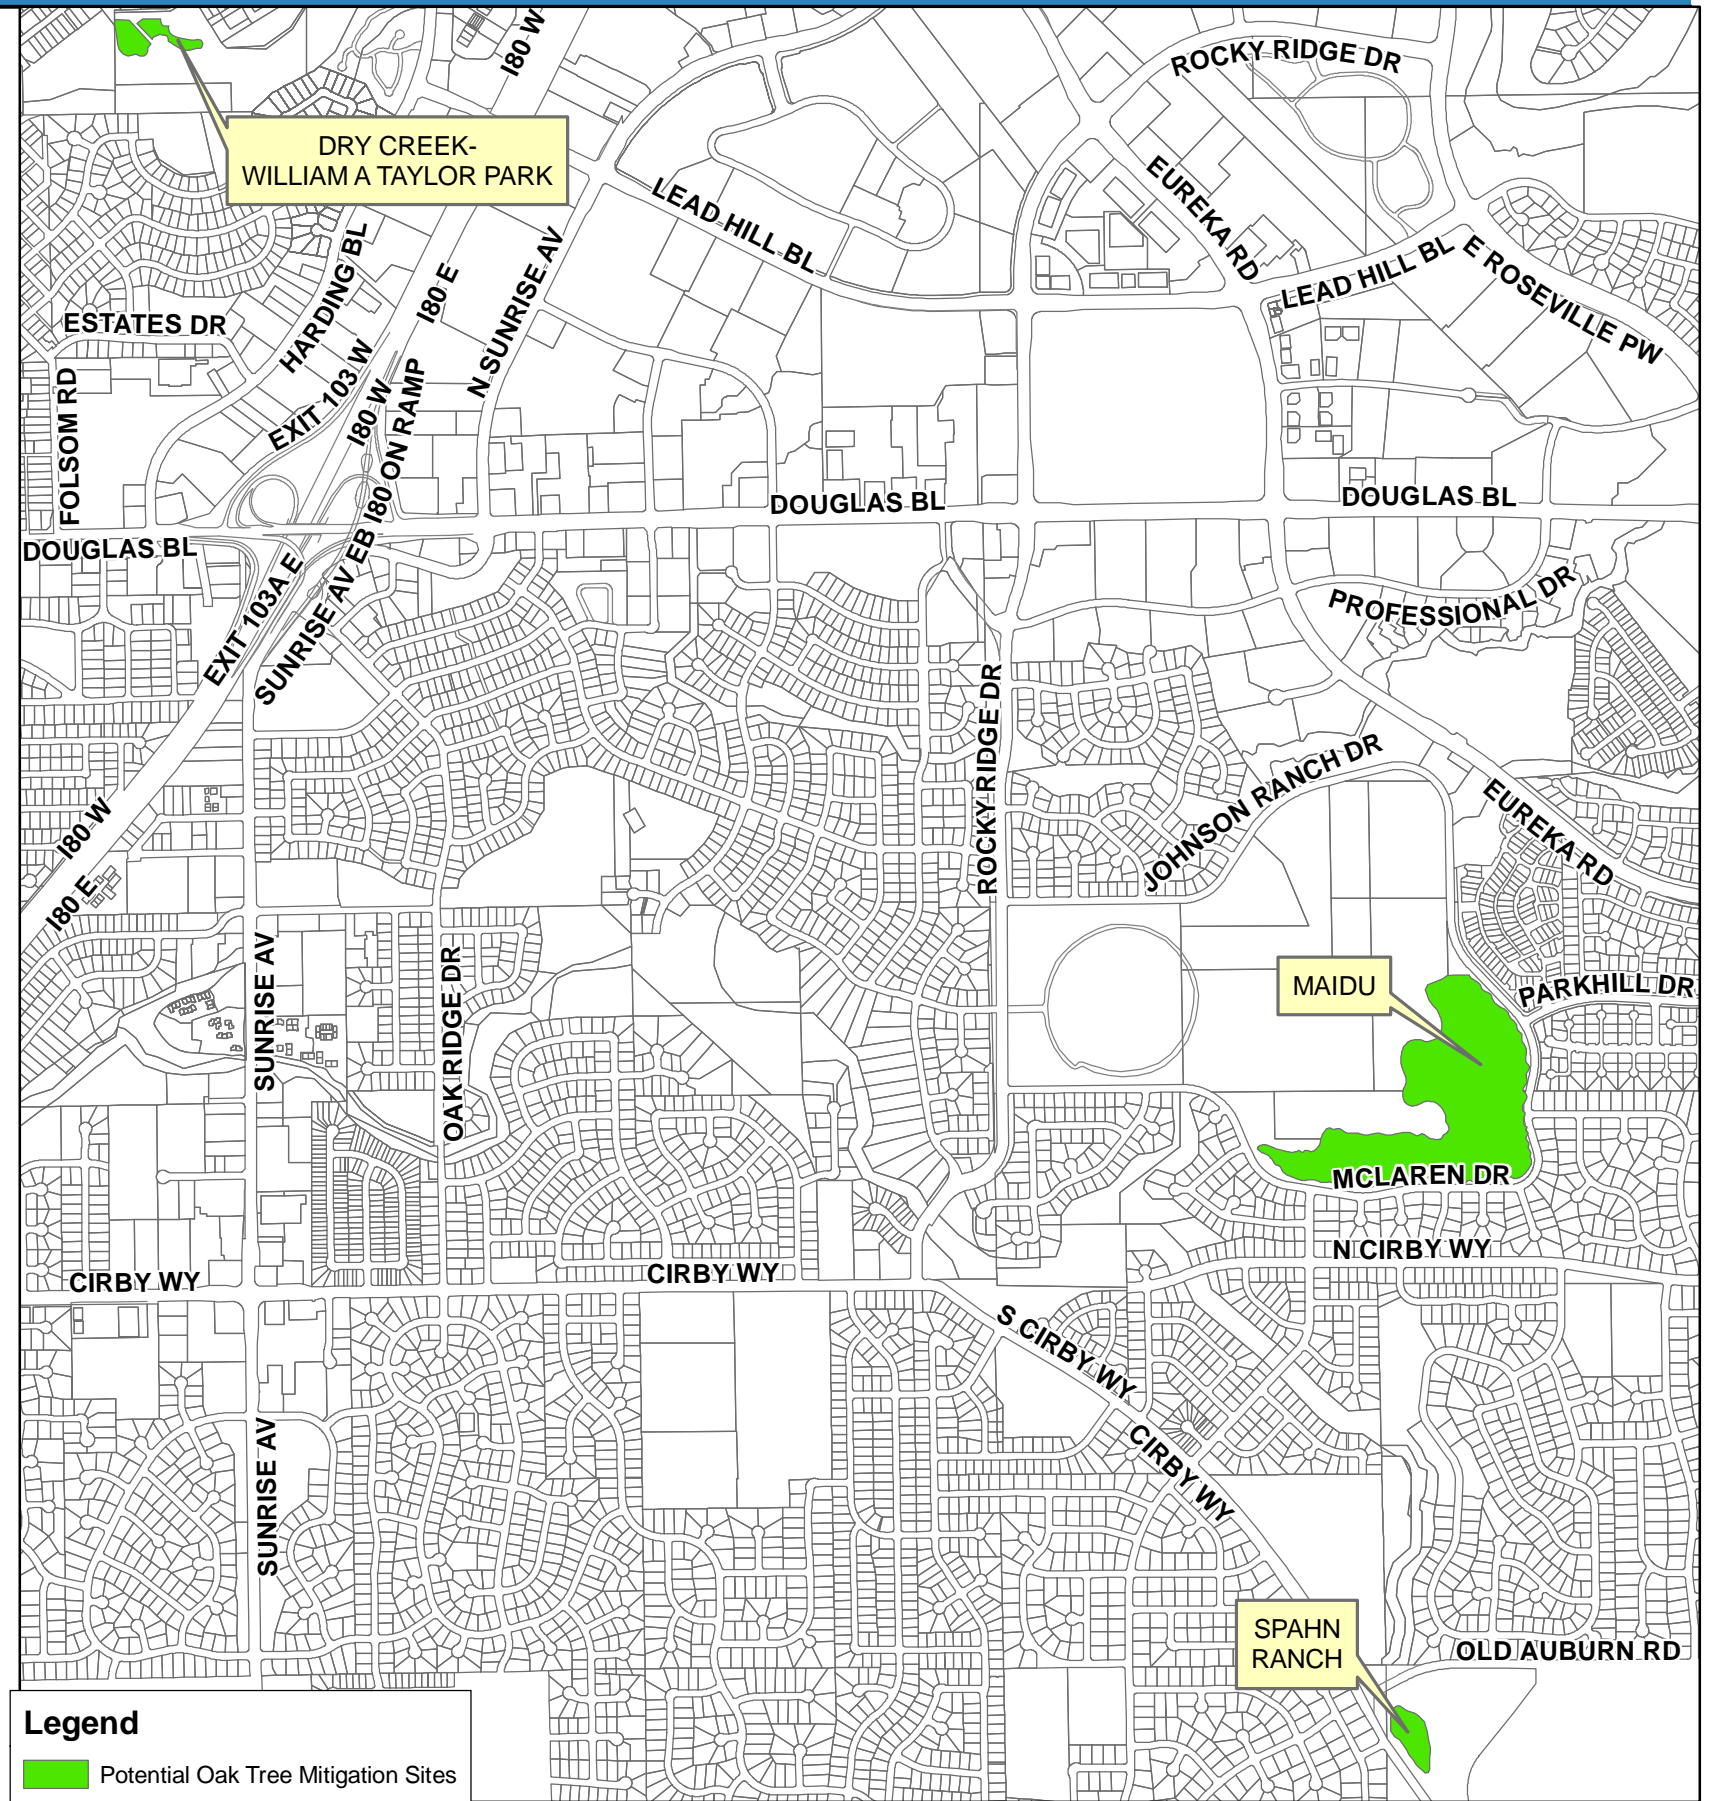 I80 W
ROCKY RIDGE DR
DRY CREEK-
WILLIAM A TAYLOR PARK
EUREKA RD
LEAD HILL BL
HARDING BL
I80 E
N SUNRISE AV
LEAD HILL BL
E ROSEVILLE PW
ESTATES DR
EXIT 103 W
I80 W
FOLSOM RD
SUNRISE AV EB I80 ON RAMP
DOUGLAS BL
DOUGLAS BL
DOUGLAS BL
EXIT 103A E
PROFESSIONAL DR
ROCKY RIDGE DR
JOHNSON RANCH DR
EUREKA RD
I80 W
I80 E
SUNRISE AV
OAK RIDGE DR
MAIDU
PARKHILL DR
MCLAREN DR
N CIRBY WY
CIRBY WY
CIRBY WY
S CIRBY WY
CIRBY WY
SUNRISE AV
SPAHN
RANCH
OLD AUBURN RD
Legend
Potential Oak Tree Mitigation Sites